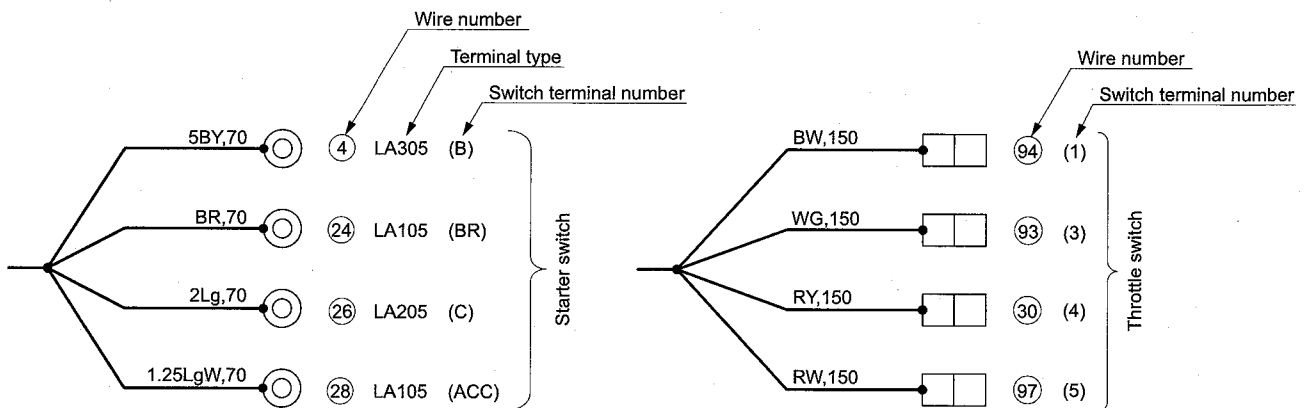 Wire number
Terminal type
Switch terminal number
5BY,70 4 LA305 (B)
BR,70 24 LA105 (BR)
2Lg,70 26 LA205 (C)
1.25LgW,70 28 LA105 (ACC)
Starter switch
Wire number
Switch terminal number
BW,150 94 (1)
WG,150 93 (3)
RY,150 30 (4)
RW,150 97 (5)
Throttle switch